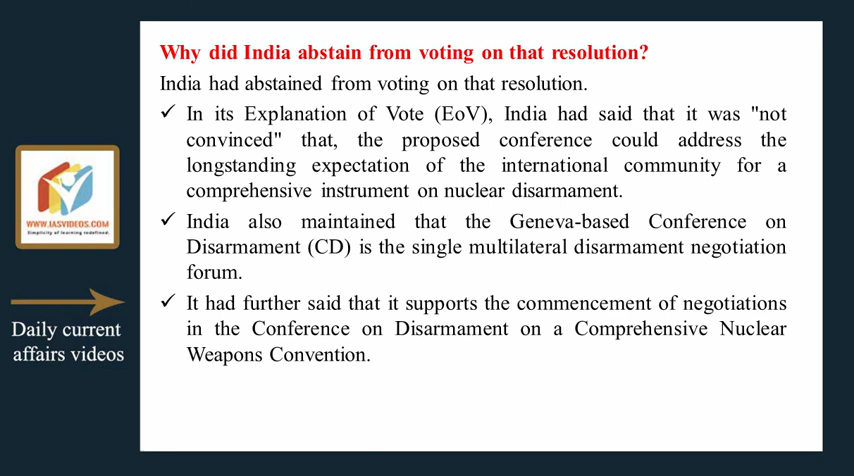 Why did India abstain from voting on that resolution?
India had abstained from voting on that resolution.
✓ In its Explanation of Vote (EoV), India had said that it was "not
convinced" that, the proposed conference could address the
longstanding expectation of the international community for a
comprehensive instrument on nuclear disarmament.
✓ India also maintained that the Geneva-based Conference on
Disarmament (CD) is the single multilateral disarmament negotiation
forum.
✓ It had further said that it supports the commencement of negotiations
in the Conference on Disarmament on a Comprehensive Nuclear
Weapons Convention.
WWW.IASVIDEOS.COM
Simplicity of learning redefined.
Daily current
affairs videos